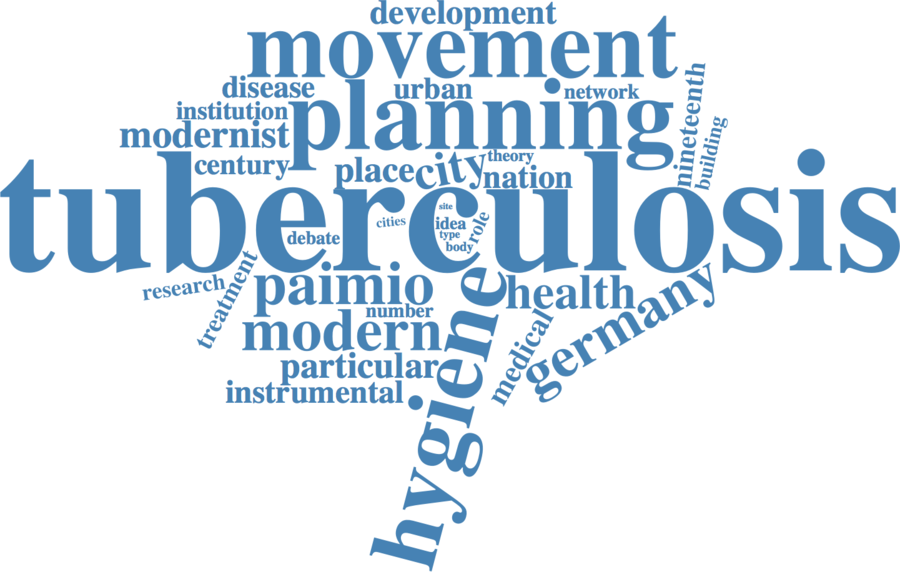 development
movement
disease
urban
network
institution
planning
nineteenth
modernist
building
century
place
city
theory
nation
tuberculosis
site
cities
idea
role
debate
type
body
research
treatment
paimio
health
number
germany
modern
hygiene
medical
particular
instrumental